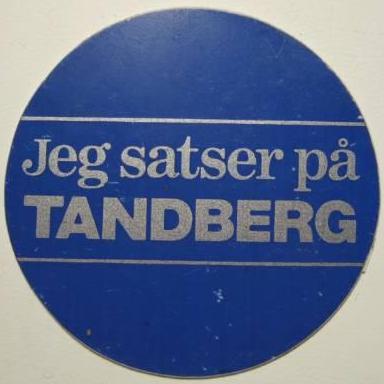 Jeg satser på
TANDBERG